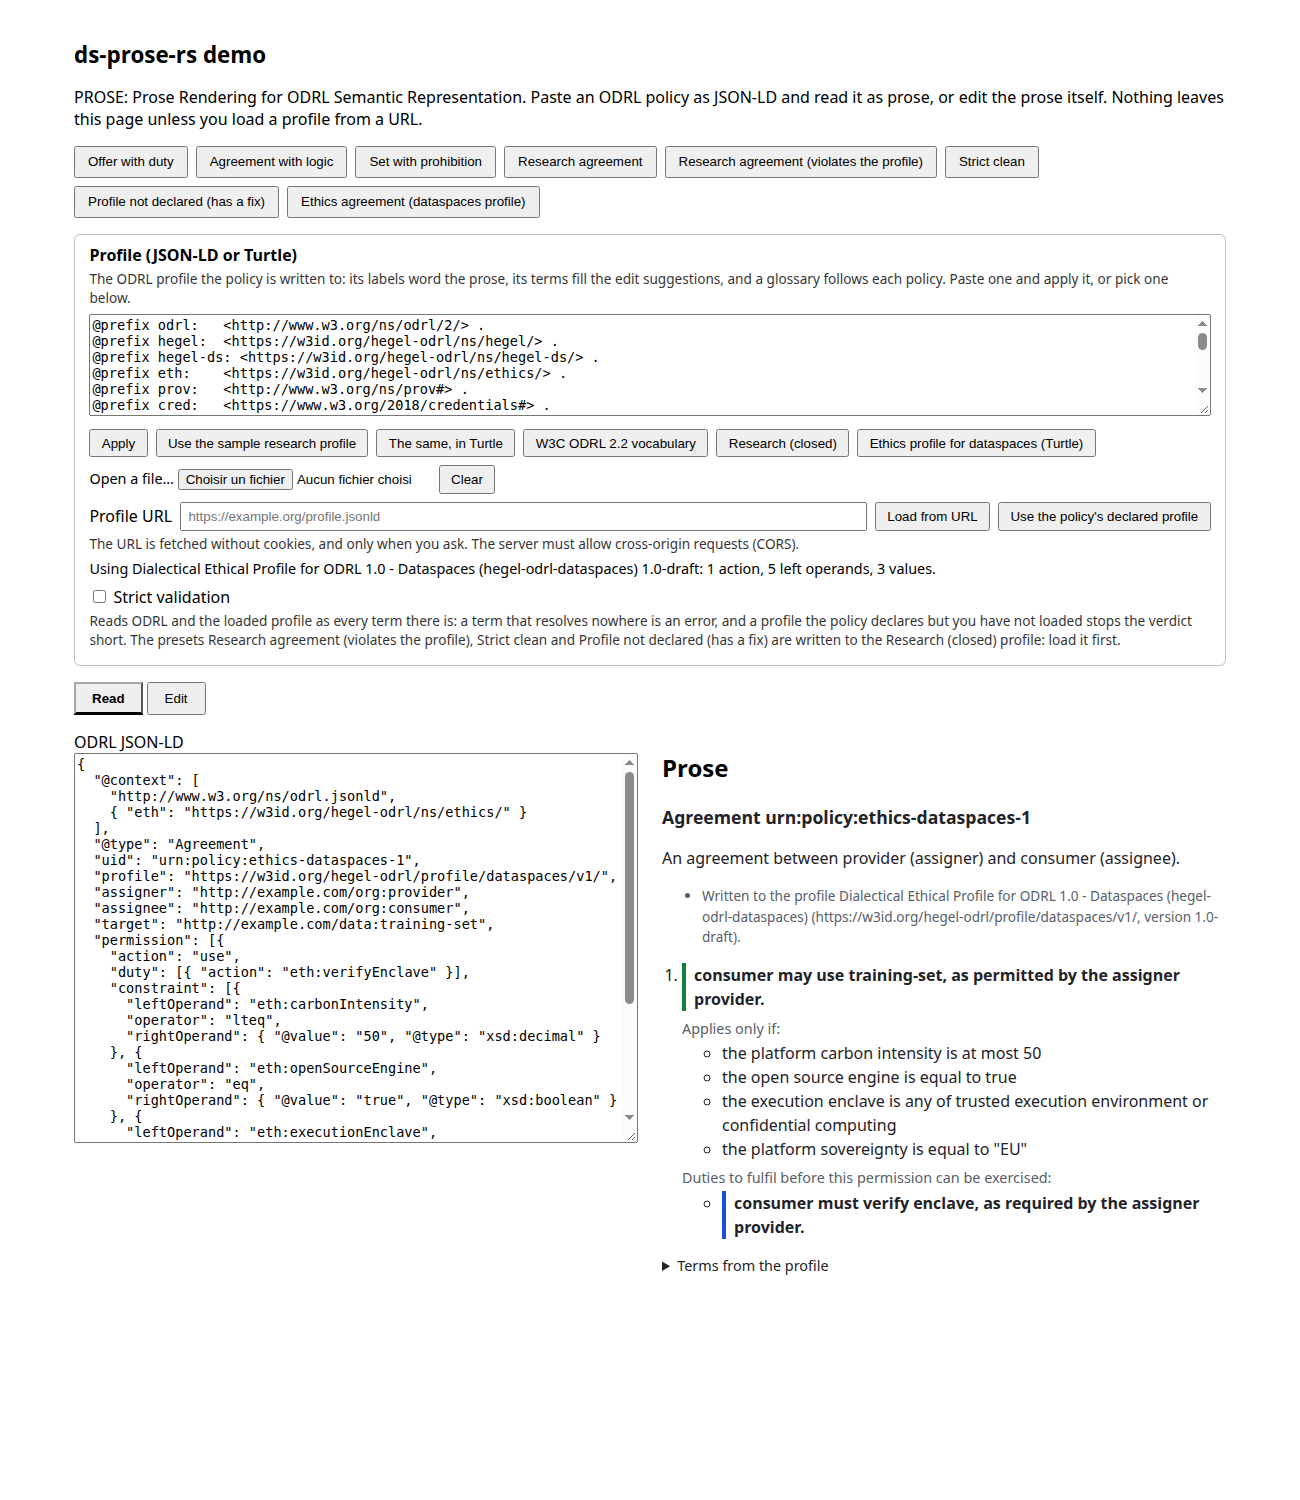 ds-prose-rs demo
PROSE: Prose Rendering for ODRL Semantic Representation. Paste an ODRL policy as JSON-LD and read it as prose, or edit the prose itself. Nothing leaves
this page unless you load a profile from a URL.
Offer with duty
Agreement with logic
Set with prohibition
Research agreement
Research agreement (violates the profile)
Strict clean
Profile not declared (has a fix)
Ethics agreement (dataspaces profile)
Profile (JSON-LD or Turtle)
The ODRL profile the policy is written to: its labels word the prose, its terms fill the edit suggestions, and a glossary follows each policy. Paste one and apply it, or pick one
below.
@prefix odrl:   <http://www.w3.org/ns/odrl/2/> .
@prefix hegel:  <https://w3id.org/hegel-odrl/ns/hegel/> .
@prefix hegel-ds: <https://w3id.org/hegel-odrl/ns/hegel-ds/> .
@prefix eth:    <https://w3id.org/hegel-odrl/ns/ethics/> .
@prefix prov:   <http://www.w3.org/ns/prov#> .
@prefix cred:   <https://www.w3.org/2018/credentials#> .
Apply
Use the sample research profile
The same, in Turtle
W3C ODRL 2.2 vocabulary
Research (closed)
Ethics profile for dataspaces (Turtle)
Open a file... Choisir un fichier Aucun fichier choisi Clear
Profile URL https://example.org/profile.jsonld Load from URL Use the policy's declared profile
The URL is fetched without cookies, and only when you ask. The server must allow cross-origin requests (CORS).
Using Dialectical Ethical Profile for ODRL 1.0 - Dataspaces (hegel-odrl-dataspaces) 1.0-draft: 1 action, 5 left operands, 3 values.
Strict validation
Reads ODRL and the loaded profile as every term there is: a term that resolves nowhere is an error, and a profile the policy declares but you have not loaded stops the verdict
short. The presets Research agreement (violates the profile), Strict clean and Profile not declared (has a fix) are written to the Research (closed) profile: load it first.
Read
Edit
ODRL JSON-LD
{
  "@context": [
    "http://www.w3.org/ns/odrl.jsonld",
    { "eth": "https://w3id.org/hegel-odrl/ns/ethics/" }
  ],
  "@type": "Agreement",
  "uid": "urn:policy:ethics-dataspaces-1",
  "profile": "https://w3id.org/hegel-odrl/profile/dataspaces/v1/",
  "assigner": "http://example.com/org:provider",
  "assignee": "http://example.com/org:consumer",
  "target": "http://example.com/data:training-set",
  "permission": [{
    "action": "use",
    "duty": [{ "action": "eth:verifyEnclave" }],
    "constraint": [{
      "leftOperand": "eth:carbonIntensity",
      "operator": "lteq",
      "rightOperand": { "@value": "50", "@type": "xsd:decimal" }
    }, {
      "leftOperand": "eth:openSourceEngine",
      "operator": "eq",
      "rightOperand": { "@value": "true", "@type": "xsd:boolean" }
    }, {
      "leftOperand": "eth:executionEnclave",
Prose
Agreement urn:policy:ethics-dataspaces-1
An agreement between provider (assigner) and consumer (assignee).
• Written to the profile Dialectical Ethical Profile for ODRL 1.0 - Dataspaces (hegel-
odrl-dataspaces) (https://w3id.org/hegel-odrl/profile/dataspaces/v1/, version 1.0-
draft).
1. consumer may use training-set, as permitted by the assigner
provider.
Applies only if:
◦ the platform carbon intensity is at most 50
◦ the open source engine is equal to true
◦ the execution enclave is any of trusted execution environment or
confidential computing
◦ the platform sovereignty is equal to "EU"
Duties to fulfil before this permission can be exercised:
◦ consumer must verify enclave, as required by the assigner
provider.
▶ Terms from the profile